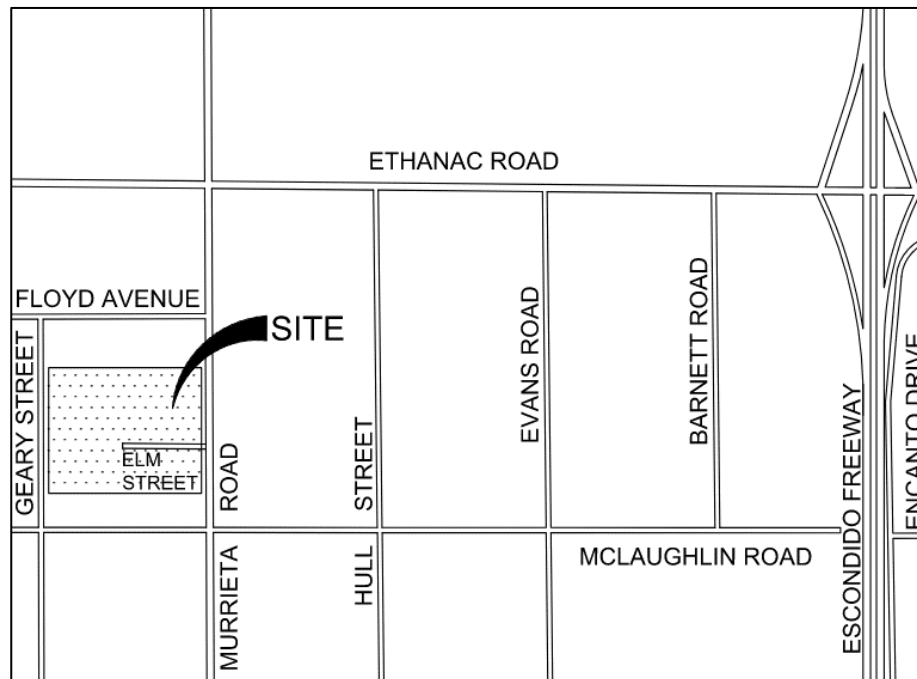 ETHANAC ROAD
FLOYD AVENUE
SITE
GEARY STREET
ELM
STREET
MURRIETA ROAD
HULL STREET
EVANS ROAD
BARNETT ROAD
ESCONDIDO FREEWAY
ENCANTO DRIVE
MCLAUGHLIN ROAD